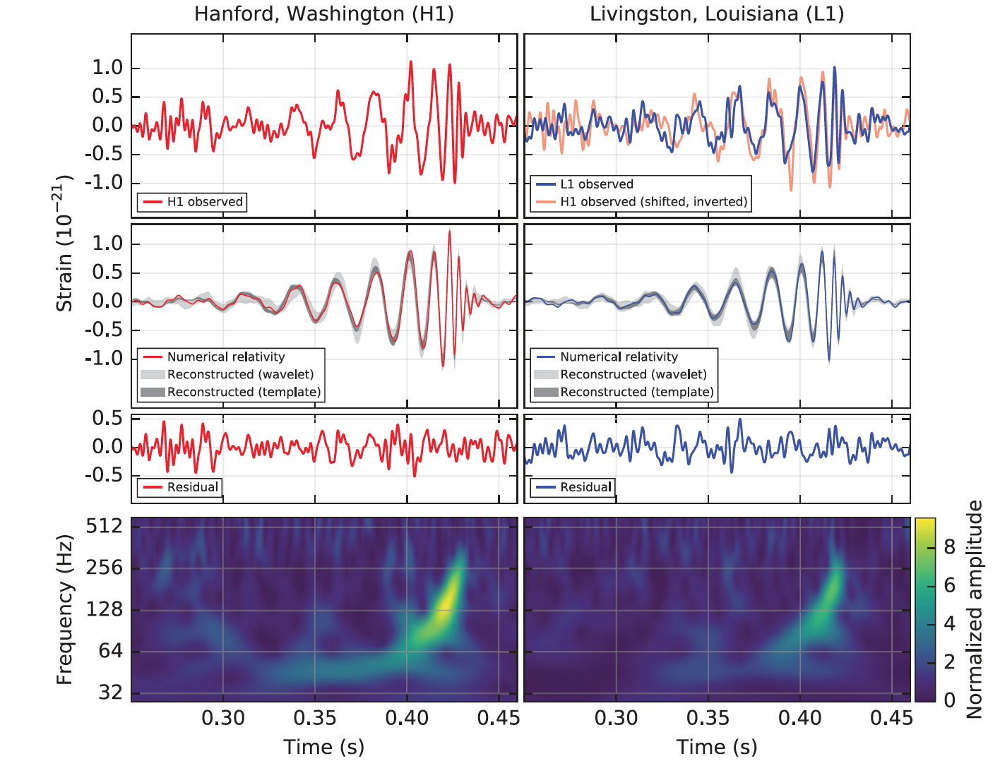 Hanford, Washington (H1)
Livingston, Louisiana (L1)
Strain (10−21)
1.0
0.5
0.0
-0.5
-1.0
H1 observed
L1 observed
H1 observed (shifted, inverted)
1.0
0.5
0.0
-0.5
-1.0
Numerical relativity
Reconstructed (wavelet)
Reconstructed (template)
Numerical relativity
Reconstructed (wavelet)
Reconstructed (template)
0.5
0.0
-0.5
Residual
Residual
Frequency (Hz)
512
256
128
64
32
0.30 0.35 0.40 0.45
Time (s)
0.30 0.35 0.40 0.45
Time (s)
8
6
4
2
0
Normalized amplitude